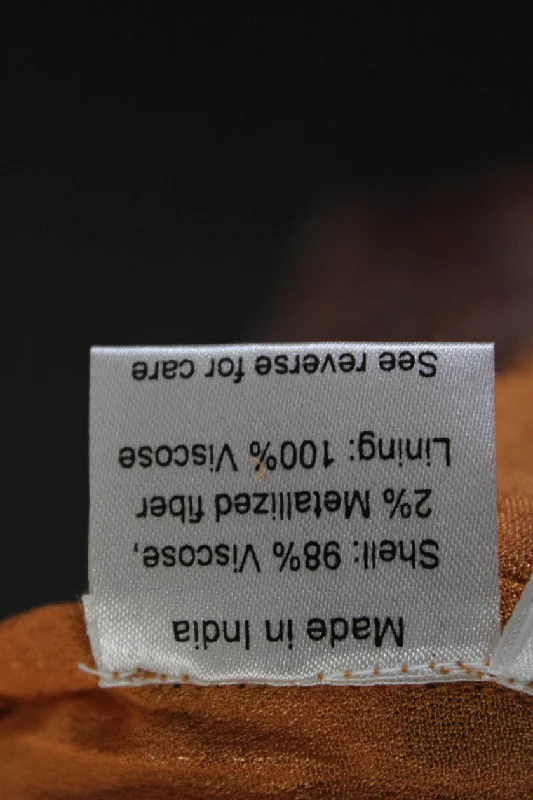 Made in India
Shell: 98% Viscose,
2% Metallized fiber
Lining: 100% Viscose
See reverse for care